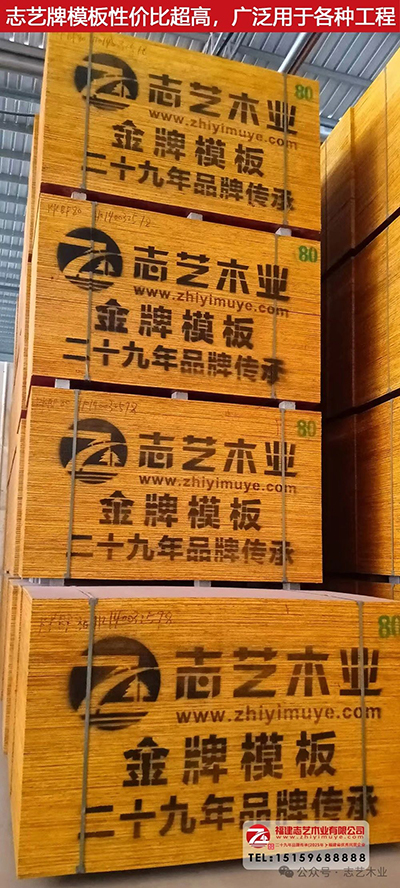 志艺牌模板性价比超高，广泛用于各种工程
80
志艺木业
www.zhiyimuye.com
金牌模板
二十九年品牌传承
80
志艺木业
www.zhiyimuye.com
金牌模板
二十九年品牌传承
80
志艺木业
www.zhiyimuye.com
金牌模板
二十九年品牌传承
80
志艺木业
www.zhiyimuye.com
金牌模板
二十九年品牌传承
福建志艺木业有限公司
TEL:15159688888
公众号 · 志艺木业